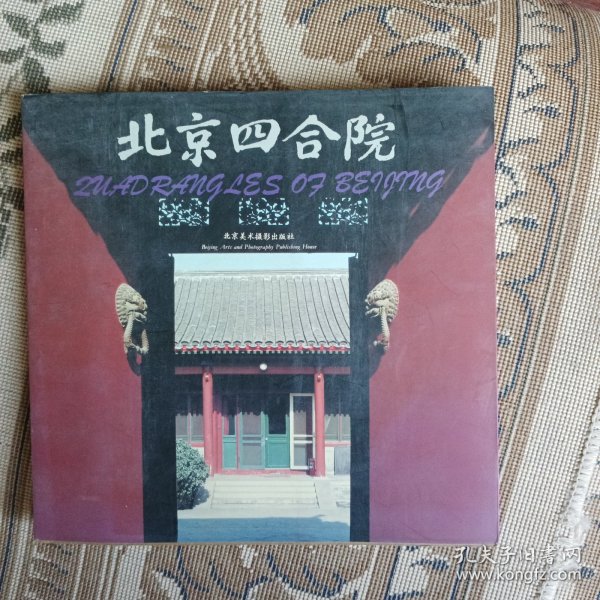 北京四合院
QUADRANGLES OF BEIJING
北京美术摄影出版社
Beijing Arts and Photography Publishing House
孔夫子旧书网
www.kongfz.com